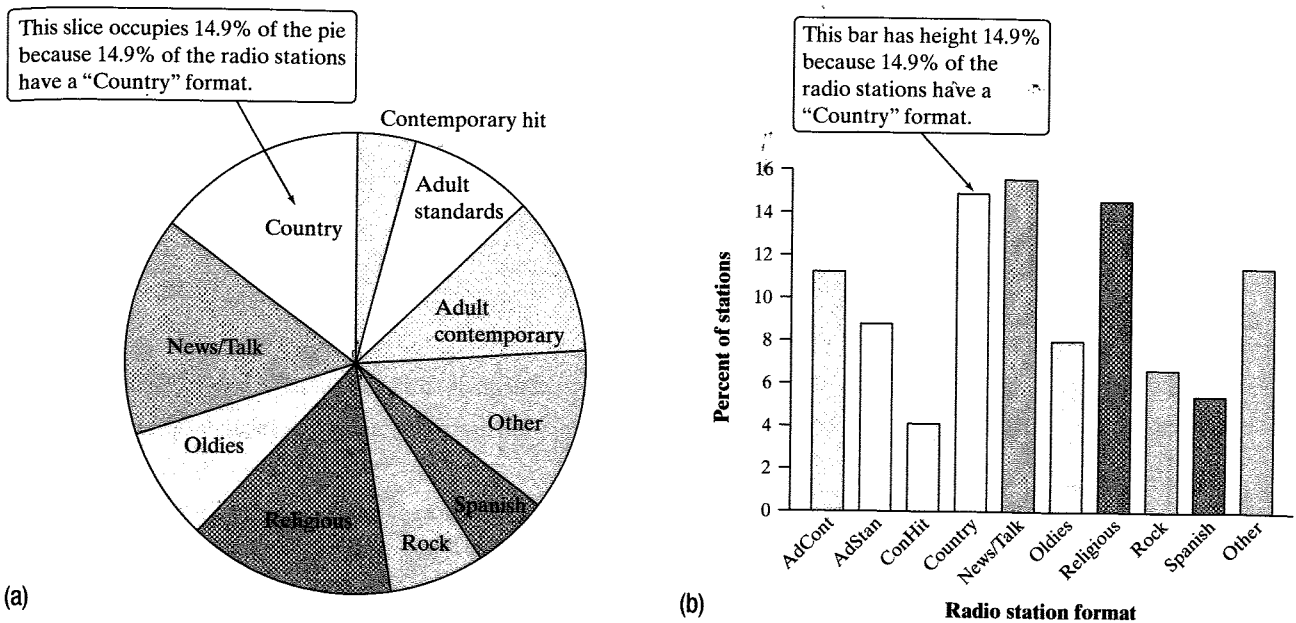 This slice occupies 14.9% of the pie
because 14.9% of the radio stations
have a “Country” format.
Contemporary hit
Adult
standards
Country
Adult
contemporary
News/Talk
Other
Oldies
Spanish
Religious
Rock
(a)
This bar has height 14.9%
because 14.9% of the
radio stations have a
“Country” format.
Percent of stations
16
14
12
10
8
6
4
2
0
AdCont
AdStan
ConHit
Country
News/Talk
Oldies
Religious
Rock
Spanish
Other
Radio station format
(b)